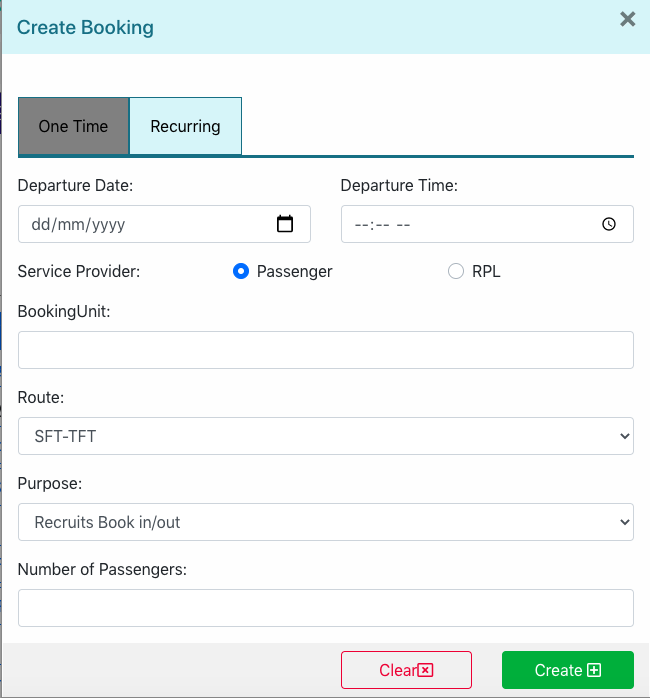 Create Booking
One Time Recurring
Departure Date: Departure Time:
dd/mm/yyyy --:-- --
Service Provider: Passenger RPL
BookingUnit:
Route:
SFT-TFT
Purpose:
Recruits Book in/out
Number of Passengers:
Clear Create